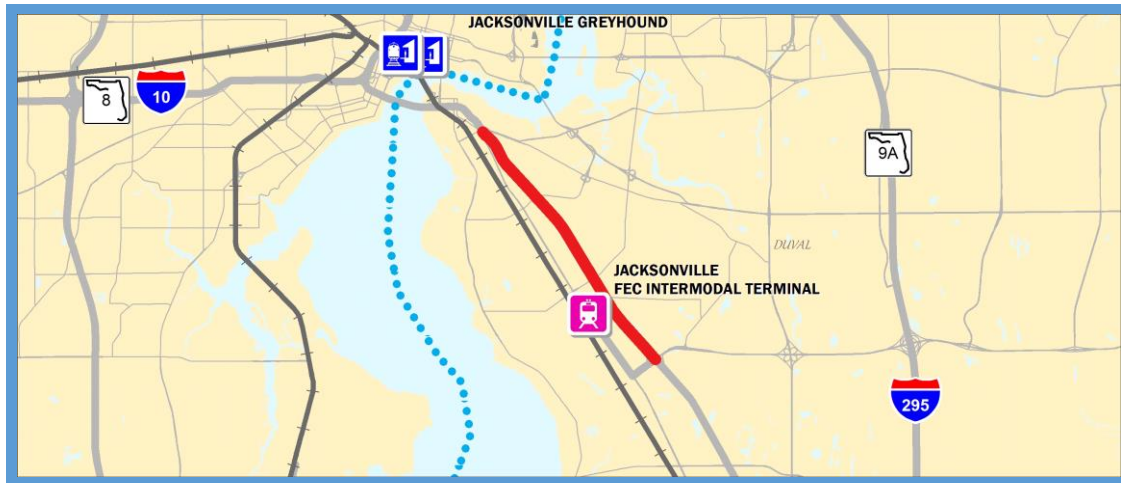 JACKSONVILLE GREYHOUND
8
10
9A
DUVAL
JACKSONVILLE
FEC INTERMODAL TERMINAL
295